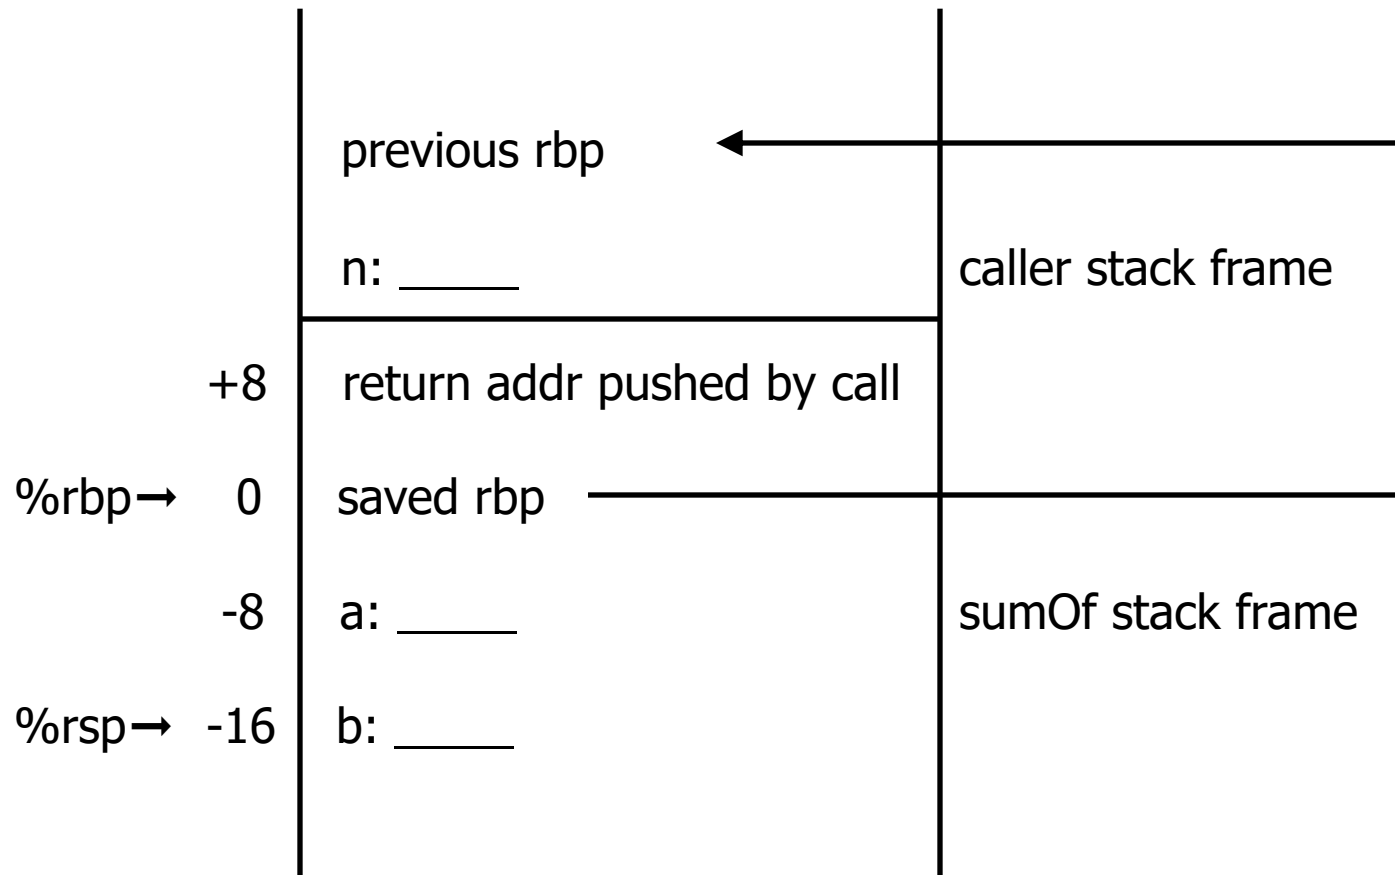 previous rbp
n: _____ caller stack frame
+8 return addr pushed by call
%rbp→ 0 saved rbp
-8 a: _____ sumOf stack frame
%rsp→ -16 b: _____